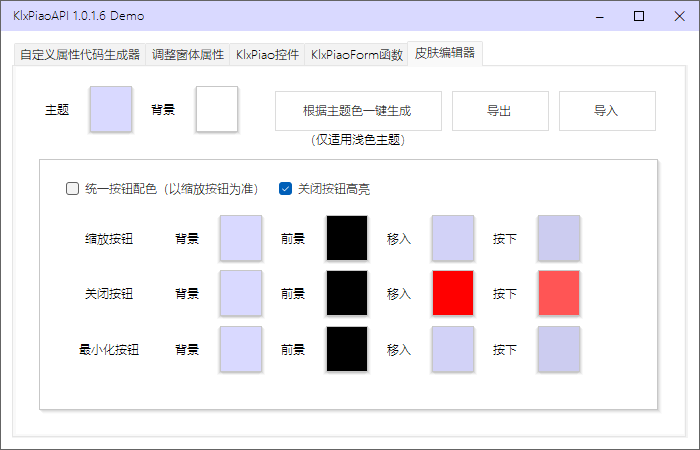 KlxPiaoAPI 1.0.1.6 Demo
自定义属性代码生成器 调整窗体属性 KlxPiao控件 KlxPiaoForm函数 皮肤编辑器
主题 背景 根据主题色一键生成 导出 导入
（仅适用浅色主题）
统一按钮配色（以缩放按钮为准） 关闭按钮高亮
缩放按钮 背景 前景 移入 按下
关闭按钮 背景 前景 移入 按下
最小化按钮 背景 前景 移入 按下